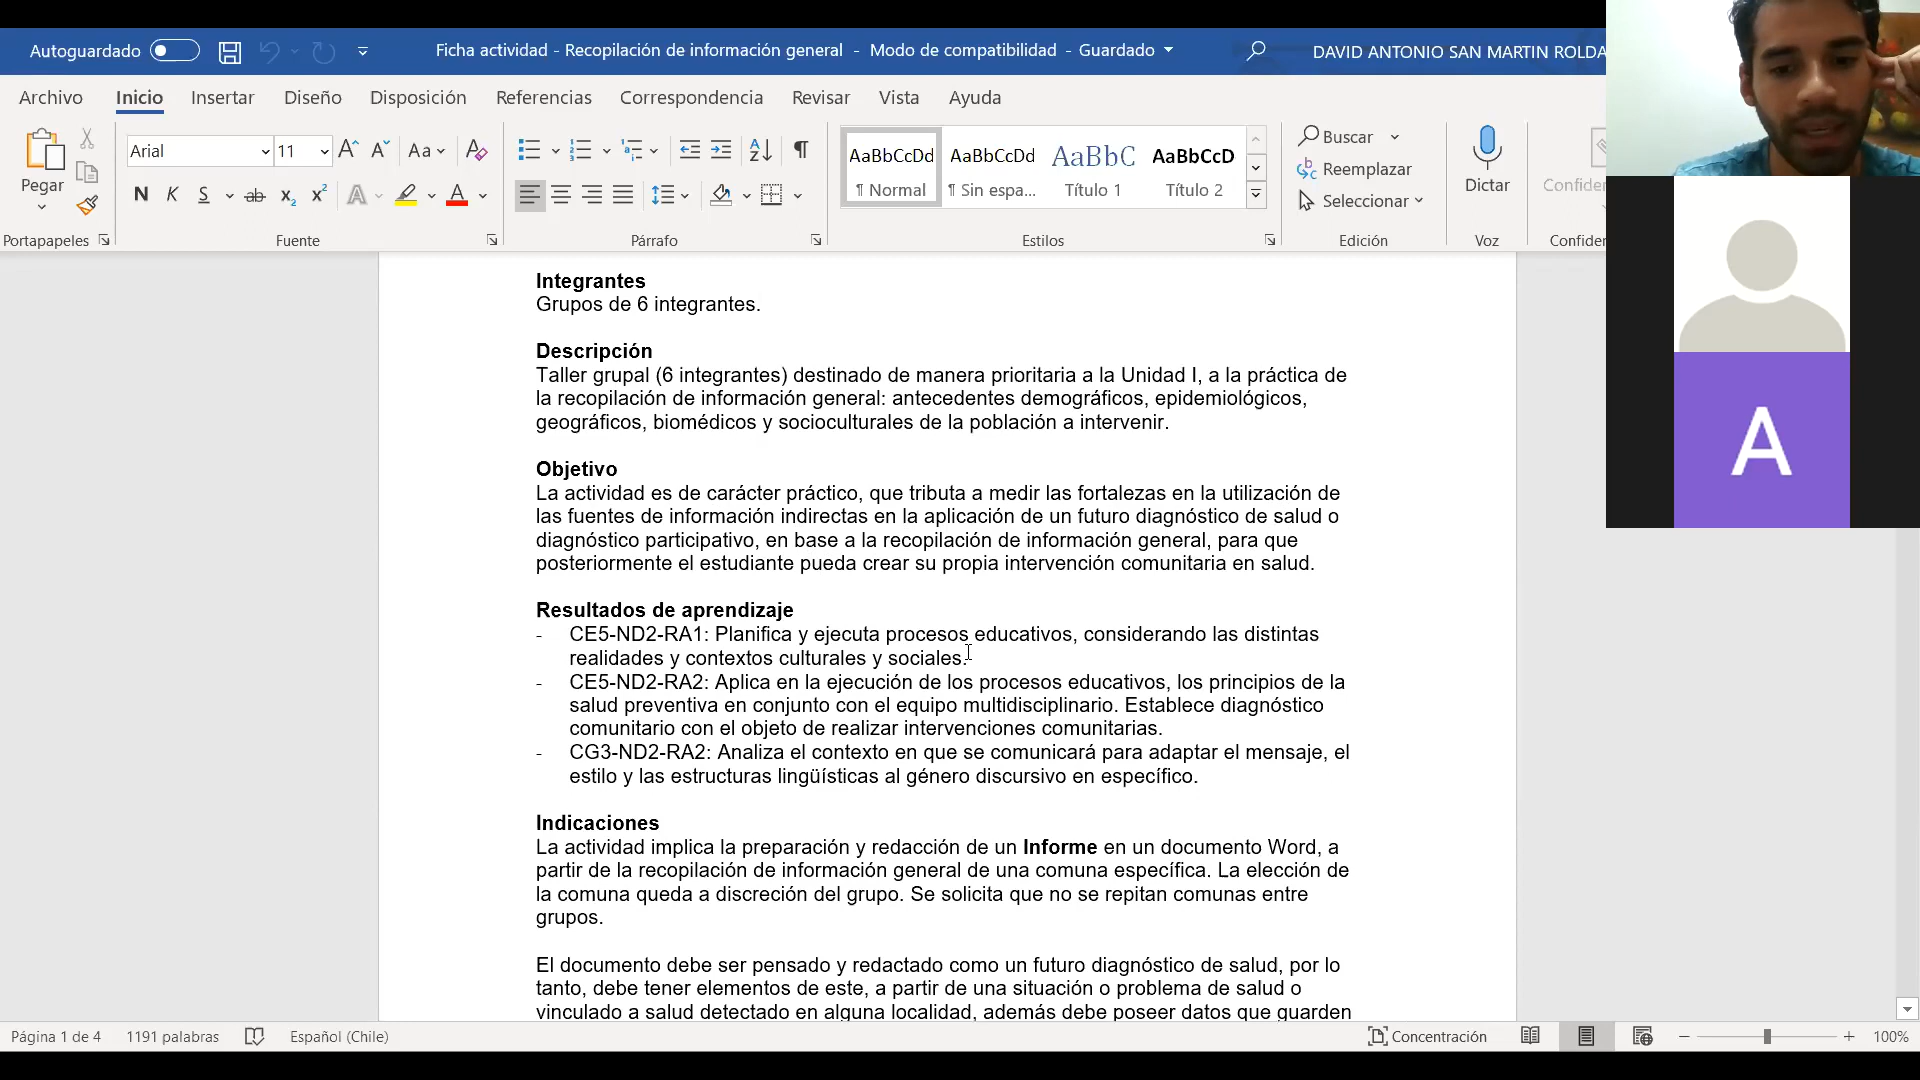 Autoguardado
Ficha actividad - Recopilación de información general - Modo de compatibilidad - Guardado
DAVID ANTONIO SAN MARTIN ROLDA
Archivo Inicio Insertar Diseño Disposición Referencias Correspondencia Revisar Vista Ayuda
Pegar
Portapapeles
Arial 11
Aa
N K S ab x₂ x² A A
Fuente
Párrafo
AaBbCcDd AaBbCcDd AaBbC AaBbCcD
¶ Normal ¶ Sin espa... Título 1 Título 2
Estilos
Buscar
Reemplazar
Seleccionar
Edición
Dictar
Voz
Confider
Confider
Integrantes
Grupos de 6 integrantes.
Descripción
Taller grupal (6 integrantes) destinado de manera prioritaria a la Unidad I, a la práctica de
la recopilación de información general: antecedentes demográficos, epidemiológicos,
geográficos, biomédicos y socioculturales de la población a intervenir.
Objetivo
La actividad es de carácter práctico, que tributa a medir las fortalezas en la utilización de
las fuentes de información indirectas en la aplicación de un futuro diagnóstico de salud o
diagnóstico participativo, en base a la recopilación de información general, para que
posteriormente el estudiante pueda crear su propia intervención comunitaria en salud.
Resultados de aprendizaje
- CE5-ND2-RA1: Planifica y ejecuta procesos educativos, considerando las distintas
realidades y contextos culturales y sociales.
- CE5-ND2-RA2: Aplica en la ejecución de los procesos educativos, los principios de la
salud preventiva en conjunto con el equipo multidisciplinario. Establece diagnóstico
comunitario con el objeto de realizar intervenciones comunitarias.
- CG3-ND2-RA2: Analiza el contexto en que se comunicará para adaptar el mensaje, el
estilo y las estructuras lingüísticas al género discursivo en específico.
Indicaciones
La actividad implica la preparación y redacción de un Informe en un documento Word, a
partir de la recopilación de información general de una comuna específica. La elección de
la comuna queda a discreción del grupo. Se solicita que no se repitan comunas entre
grupos.
El documento debe ser pensado y redactado como un futuro diagnóstico de salud, por lo
tanto, debe tener elementos de este, a partir de una situación o problema de salud o
vinculado a salud detectado en alguna localidad, además debe poseer datos que guarden
A
Página 1 de 4 1191 palabras Español (Chile) Concentración 100%